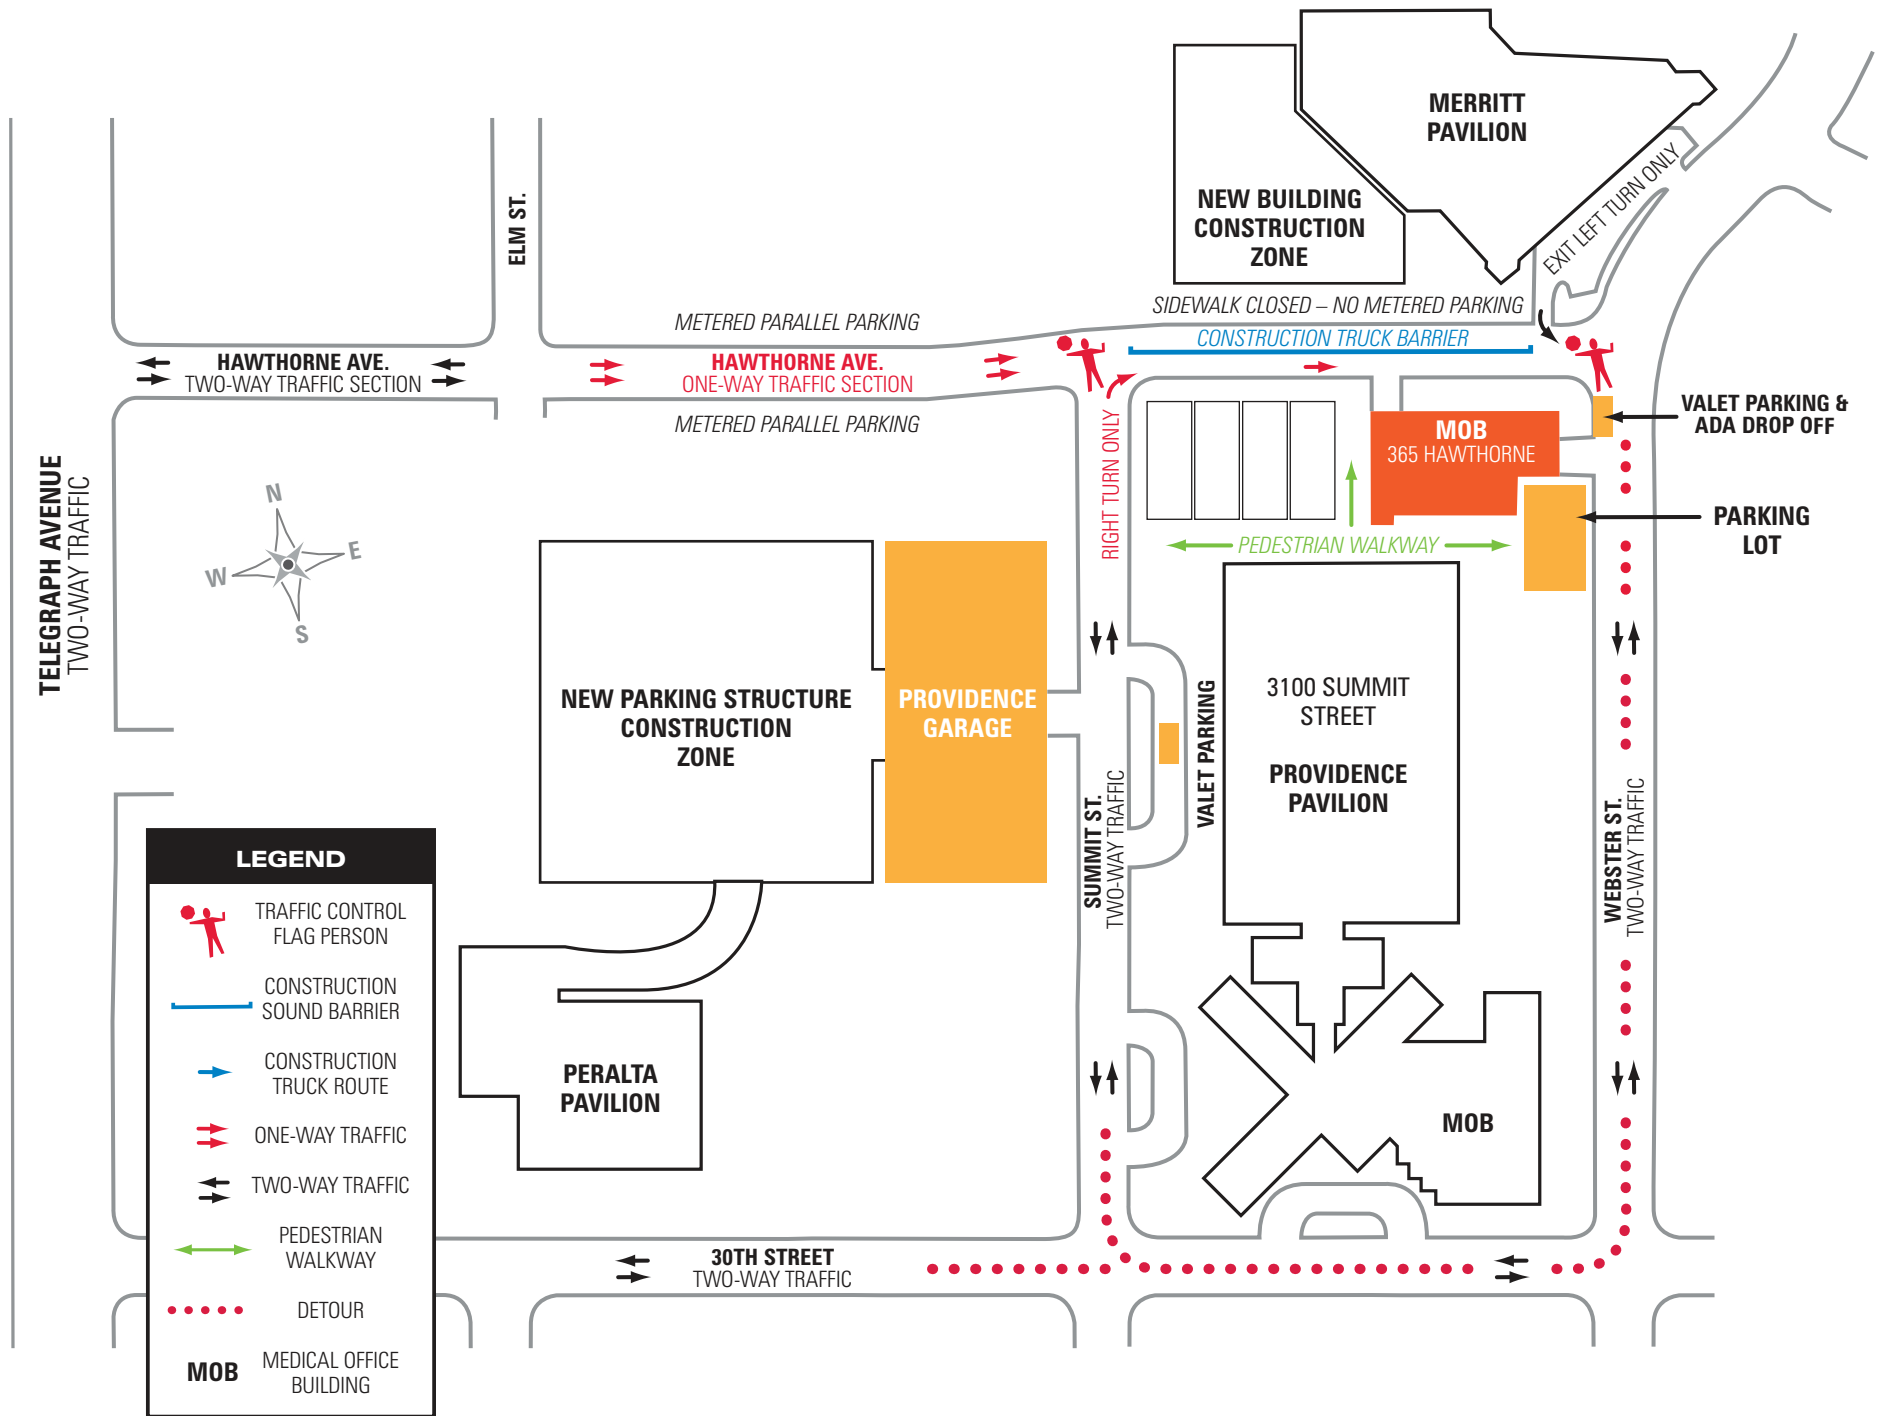 MERRITT
PAVILION
NEW BUILDING
CONSTRUCTION
ZONE
EXIT LEFT TURN ONLY
ELM ST.
SIDEWALK CLOSED – NO METERED PARKING
METERED PARALLEL PARKING
CONSTRUCTION TRUCK BARRIER
HAWTHORNE AVE.
TWO-WAY TRAFFIC SECTION
HAWTHORNE AVE.
ONE-WAY TRAFFIC SECTION
METERED PARALLEL PARKING
RIGHT TURN ONLY
MOB
365 HAWTHORNE
VALET PARKING &
ADA DROP OFF
PARKING
LOT
PEDESTRIAN WALKWAY
TELEGRAPH AVENUE
TWO-WAY TRAFFIC
N
E
W
S
NEW PARKING STRUCTURE
CONSTRUCTION
ZONE
PROVIDENCE
GARAGE
VALET PARKING
3100 SUMMIT
STREET
PROVIDENCE
PAVILION
SUMMIT ST.
TWO-WAY TRAFFIC
WEBSTER ST.
TWO-WAY TRAFFIC
PERALTA
PAVILION
MOB
30TH STREET
TWO-WAY TRAFFIC
LEGEND
TRAFFIC CONTROL
FLAG PERSON
CONSTRUCTION
SOUND BARRIER
CONSTRUCTION
TRUCK ROUTE
ONE-WAY TRAFFIC
TWO-WAY TRAFFIC
PEDESTRIAN
WALKWAY
DETOUR
MOB
MEDICAL OFFICE
BUILDING